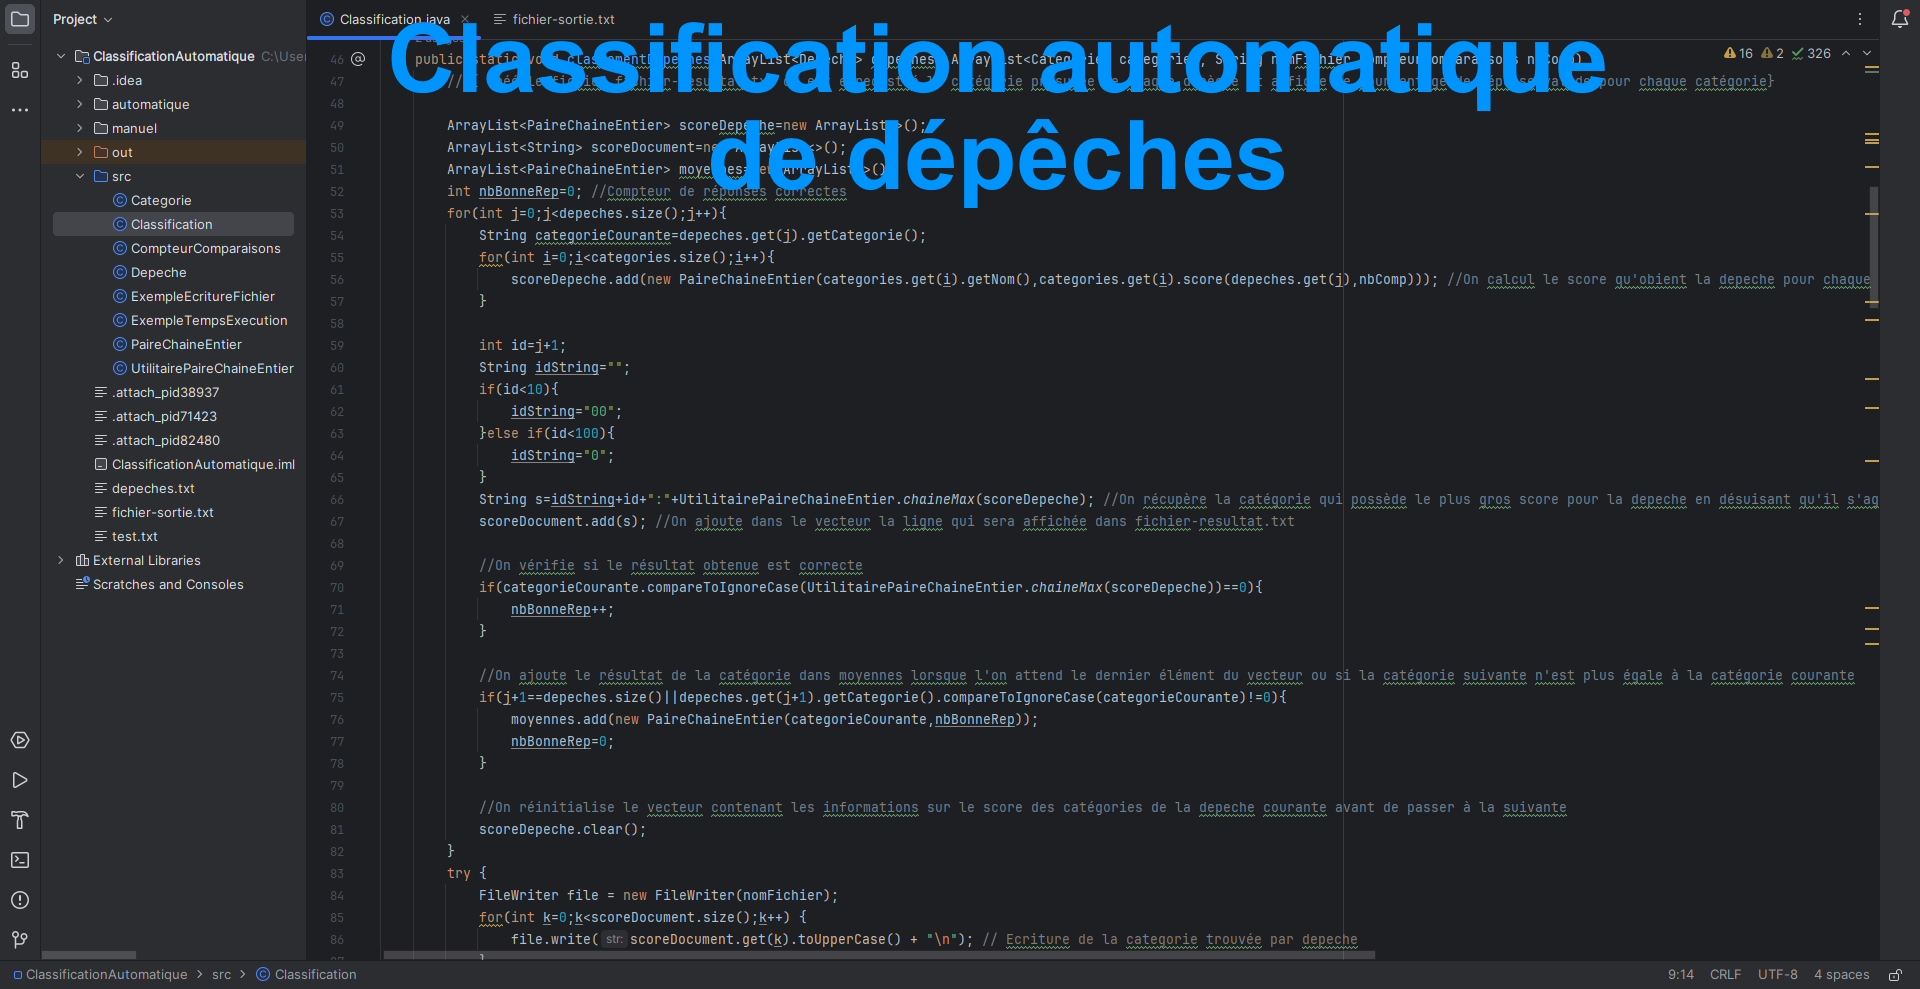 Classification automatique
de dépêches
Project
Classification.java
fichier-sortie.txt
ClassificationAutomatique C:\User
.idea
automatique
manuel
out
src
Categorie
Classification
CompteurComparaisons
Depeche
ExempleEcritureFichier
ExempleTempsExecution
PaireChaineEntier
UtilitairePaireChaineEntier
.attach_pid38937
.attach_pid71423
.attach_pid82480
ClassificationAutomatique.iml
depeches.txt
fichier-sortie.txt
test.txt
External Libraries
Scratches and Consoles
16 2 326
46 public static void
47 pour chaque catégorie}
48
49 ArrayList<PaireChaineEntier> scoreDepeche=new ArrayList<>();
50 ArrayList<String> scoreDocument=new ArrayList<>();
51 ArrayList<PaireChaineEntier> moyennes=new ArrayList<>();
52 int nbBonneRep=0; //Compteur de réponses correctes
53 for(int j=0;j<depeches.size();j++){
54 String categorieCourante=depeches.get(j).getCategorie();
55 for(int i=0;i<categories.size();i++){
56 scoreDepeche.add(new PaireChaineEntier(categories.get(i).getNom(),categories.get(i).score(depeches.get(j),nbComp))); //On calcul le score qu'obient la depeche pour chaque
57 }
58
59 int id=j+1;
60 String idString="";
61 if(id<10){
62 idString="00";
63 }else if(id<100){
64 idString="0";
65 }
66 String s=idString+id+":"+UtilitairePaireChaineEntier.chaineMax(scoreDepeche); //On récupère la catégorie qui possède le plus gros score pour la depeche en désuisant qu'il s'ag
67 scoreDocument.add(s); //On ajoute dans le vecteur la ligne qui sera affichée dans fichier-resultat.txt
68
69 //On vérifie si le résultat obtenue est correcte
70 if(categorieCourante.compareToIgnoreCase(UtilitairePaireChaineEntier.chaineMax(scoreDepeche))==0){
71 nbBonneRep++;
72 }
73
74 //On ajoute le résultat de la catégorie dans moyennes lorsque l'on attend le dernier élément du vecteur ou si la catégorie suivante n'est plus égale à la catégorie courante
75 if(j+1==depeches.size()||depeches.get(j+1).getCategorie().compareToIgnoreCase(categorieCourante)!=0){
76 moyennes.add(new PaireChaineEntier(categorieCourante,nbBonneRep));
77 nbBonneRep=0;
78 }
79
80 //On réinitialise le vecteur contenant les informations sur le score des catégories de la depeche courante avant de passer à la suivante
81 scoreDepeche.clear();
82 }
83 try {
84 FileWriter file = new FileWriter(nomFichier);
85 for(int k=0;k<scoreDocument.size();k++) {
86 file.write( str: scoreDocument.get(k).toUpperCase() + "\n"); // Ecriture de la categorie trouvée par depeche
ClassificationAutomatique > src > Classification
9:14 CRLF UTF-8 4 spaces